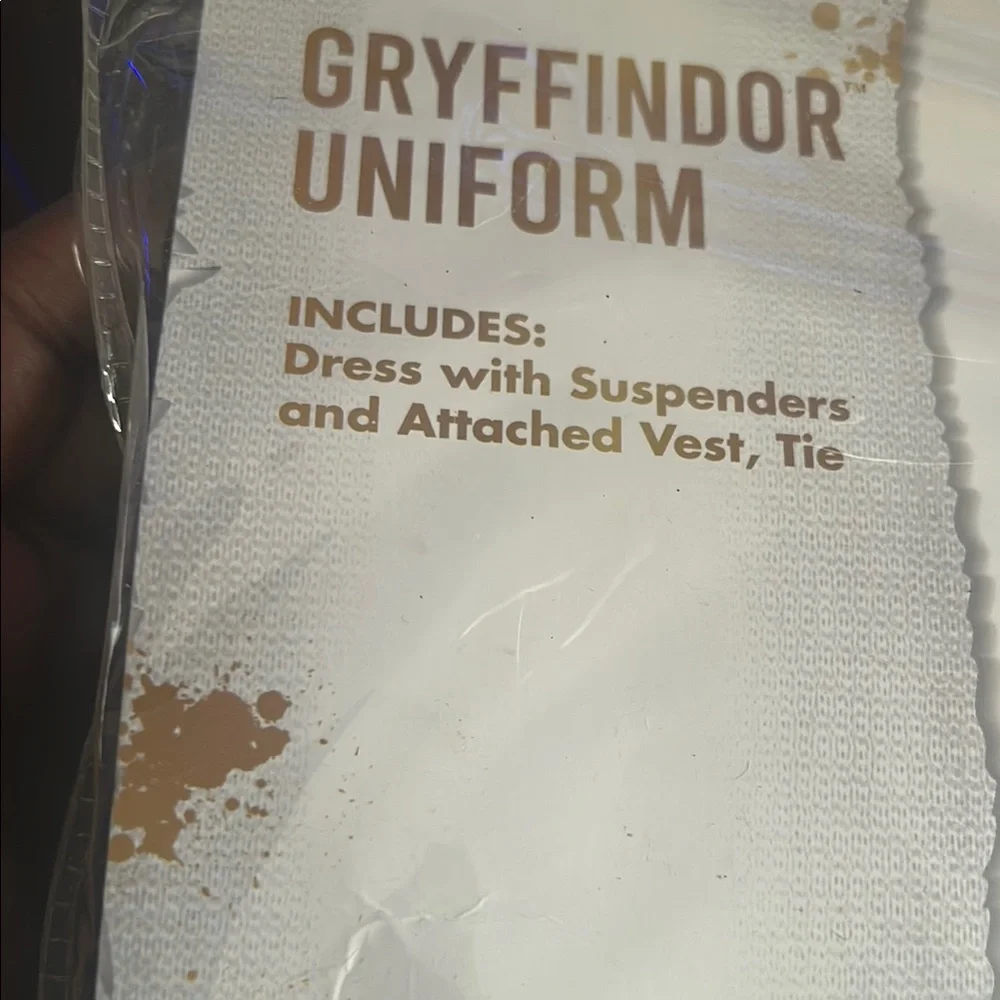 GRYFFINDOR™
UNIFORM
INCLUDES:
Dress with Suspenders
and Attached Vest, Tie